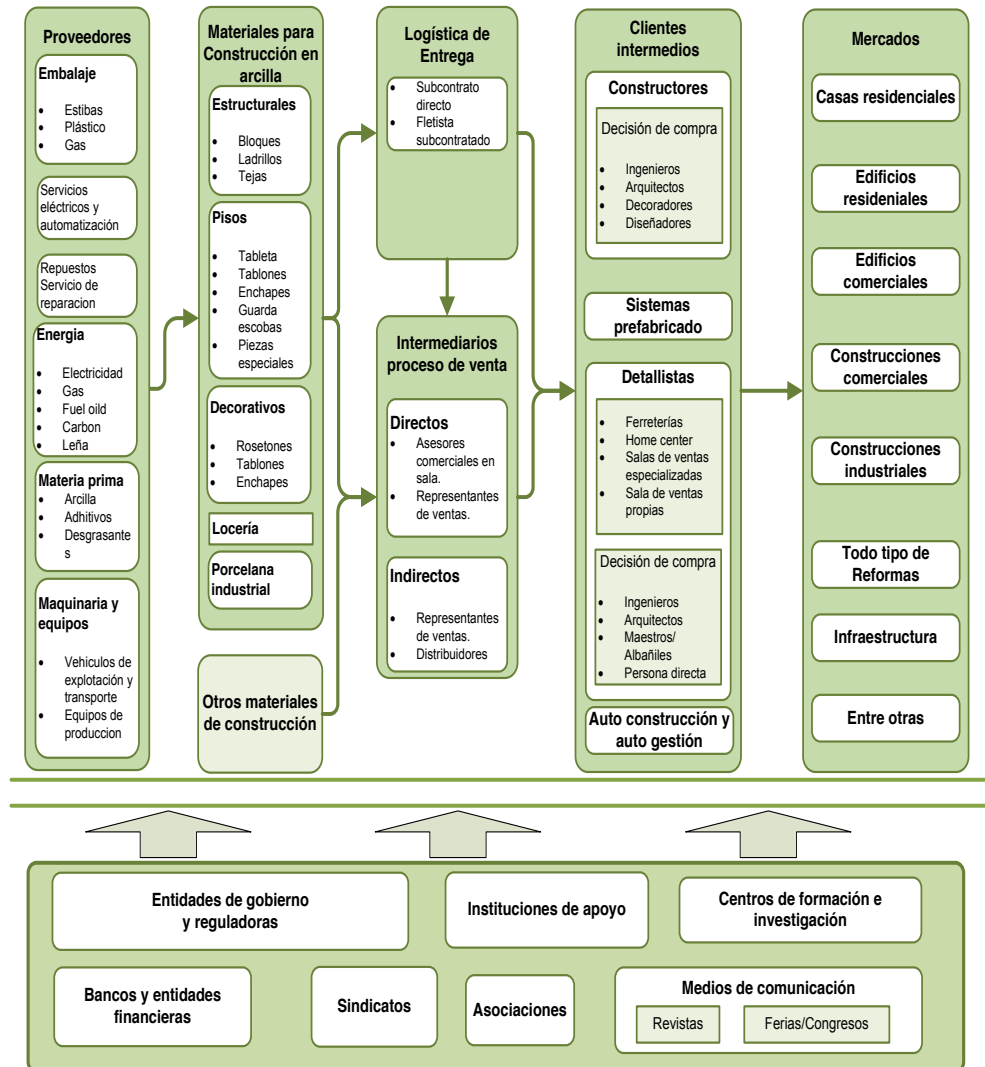 Proveedores
Embalaje
• Estibas
• Plástico
• Gas
Servicios
eléctricos y
automatización
Repuestos
Servicio de
reparacion
Energia
• Electricidad
• Gas
• Fuel oild
• Carbon
• Leña
Materia prima
• Arcilla
• Adhitivos
• Desgrasante
s
Maquinaria y
equipos
• Vehiculos de
explotación y
transporte
• Equipos de
produccion
Materiales para
Construcción en
arcilla
Estructurales
• Bloques
• Ladrillos
• Tejas
Pisos
• Tableta
• Tablones
• Enchapes
• Guarda
escobas
• Piezas
especiales
Decorativos
• Rosetones
• Tablones
• Enchapes
Locería
Porcelana
industrial
Otros materiales
de construcción
Logística de
Entrega
• Subcontrato
directo
• Fletista
subcontratado
Intermediarios
proceso de venta
Directos
• Asesores
comerciales en
sala.
• Representantes
de ventas.
Indirectos
• Representantes
de ventas.
• Distribuidores
Clientes
intermedios
Constructores
Decisión de compra
• Ingenieros
• Arquitectos
• Decoradores
• Diseñadores
Sistemas
prefabricado
Detallistas
• Ferreterías
• Home center
• Salas de ventas
especializadas
• Sala de ventas
propias
Decisión de compra
• Ingenieros
• Arquitectos
• Maestros/
Albañiles
• Persona directa
Auto construcción y
auto gestión
Mercados
Casas residenciales
Edificios
resideniales
Edificios
comerciales
Construcciones
comerciales
Construcciones
industriales
Todo tipo de
Reformas
Infraestructura
Entre otras
Entidades de gobierno
y reguladoras
Instituciones de apoyo
Centros de formación e
investigación
Bancos y entidades
financieras
Sindicatos
Asociaciones
Medios de comunicación
Revistas
Ferias/Congresos